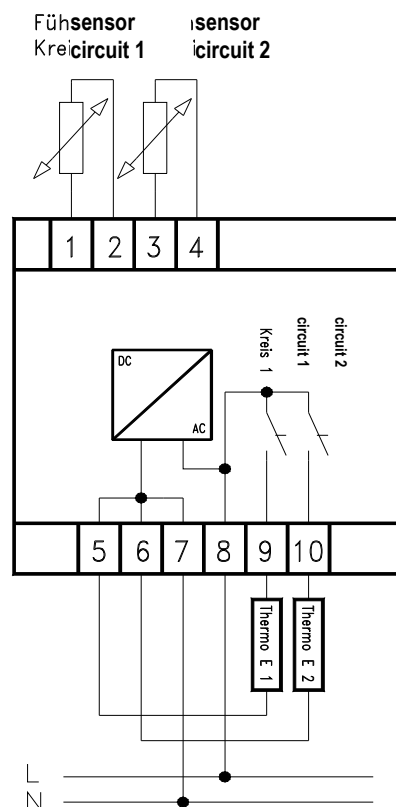 Fühsensor sensor
Kreicircuit 1 circuit 2
1 2 3 4
Kreis 1
circuit 1
circuit 2
DC
AC
5 6 7 8 9 10
Thermo E 1
Thermo E 2
L
N